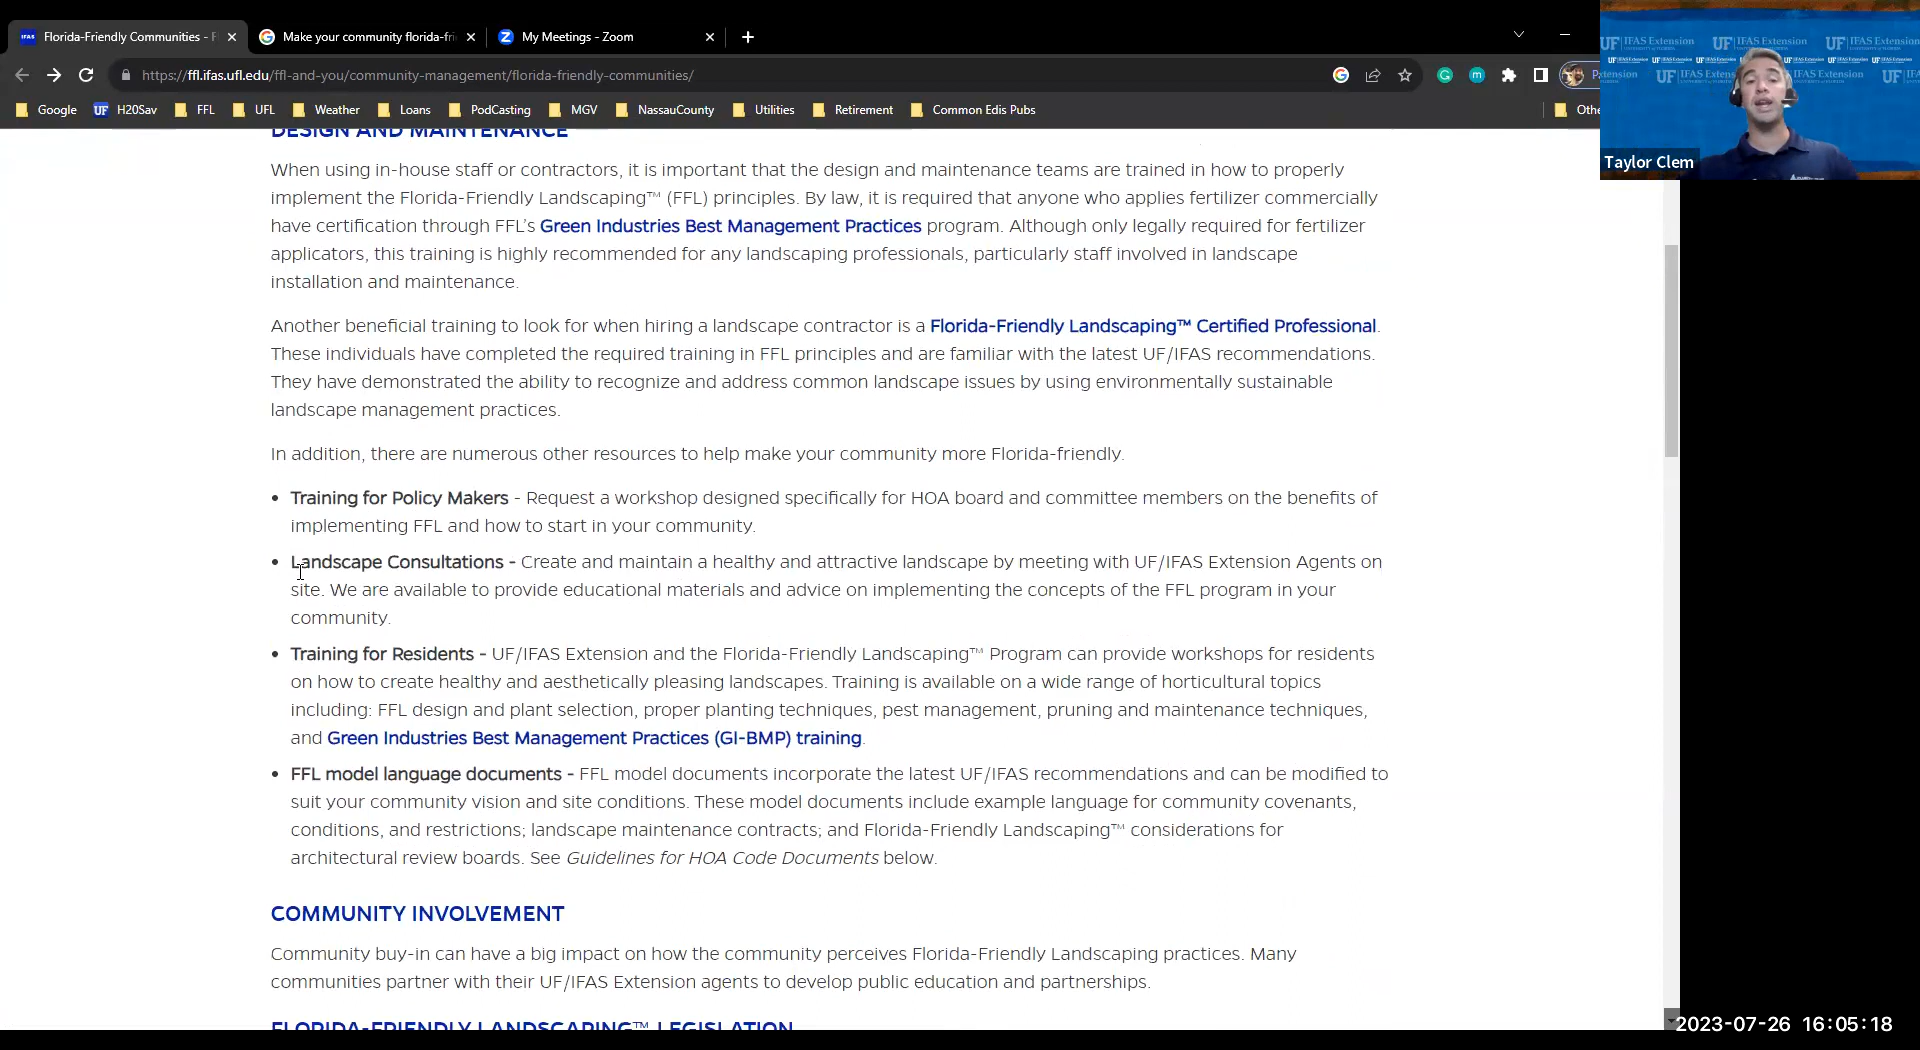 Florida-Friendly Communities - F
Make your community florida-fri
My Meetings - Zoom
https://ffl.ifas.ufl.edu/ffl-and-you/community-management/florida-friendly-communities/
Google
UF H20Sav
FFL
UFL
Weather
Loans
PodCasting
MGV
NassauCounty
Utilities
Retirement
Common Edis Pubs
Othe
UF IFAS Extension
Taylor Clem
DESIGN AND MAINTENANCE
When using in-house staff or contractors, it is important that the design and maintenance teams are trained in how to properly
implement the Florida-Friendly Landscaping™ (FFL) principles. By law, it is required that anyone who applies fertilizer commercially
have certification through FFL's Green Industries Best Management Practices program. Although only legally required for fertilizer
applicators, this training is highly recommended for any landscaping professionals, particularly staff involved in landscape
installation and maintenance.
Another beneficial training to look for when hiring a landscape contractor is a Florida-Friendly Landscaping™ Certified Professional.
These individuals have completed the required training in FFL principles and are familiar with the latest UF/IFAS recommendations.
They have demonstrated the ability to recognize and address common landscape issues by using environmentally sustainable
landscape management practices.
In addition, there are numerous other resources to help make your community more Florida-friendly.
• Training for Policy Makers - Request a workshop designed specifically for HOA board and committee members on the benefits of
implementing FFL and how to start in your community.
• Landscape Consultations - Create and maintain a healthy and attractive landscape by meeting with UF/IFAS Extension Agents on
site. We are available to provide educational materials and advice on implementing the concepts of the FFL program in your
community.
• Training for Residents - UF/IFAS Extension and the Florida-Friendly Landscaping™ Program can provide workshops for residents
on how to create healthy and aesthetically pleasing landscapes. Training is available on a wide range of horticultural topics
including: FFL design and plant selection, proper planting techniques, pest management, pruning and maintenance techniques,
and Green Industries Best Management Practices (GI-BMP) training.
• FFL model language documents - FFL model documents incorporate the latest UF/IFAS recommendations and can be modified to
suit your community vision and site conditions. These model documents include example language for community covenants,
conditions, and restrictions; landscape maintenance contracts; and Florida-Friendly Landscaping™ considerations for
architectural review boards. See Guidelines for HOA Code Documents below.
COMMUNITY INVOLVEMENT
Community buy-in can have a big impact on how the community perceives Florida-Friendly Landscaping practices. Many
communities partner with their UF/IFAS Extension agents to develop public education and partnerships.
FLORIDA-FRIENDLY LANDSCAPING™ LEGISLATION
2023-07-26 16:05:18